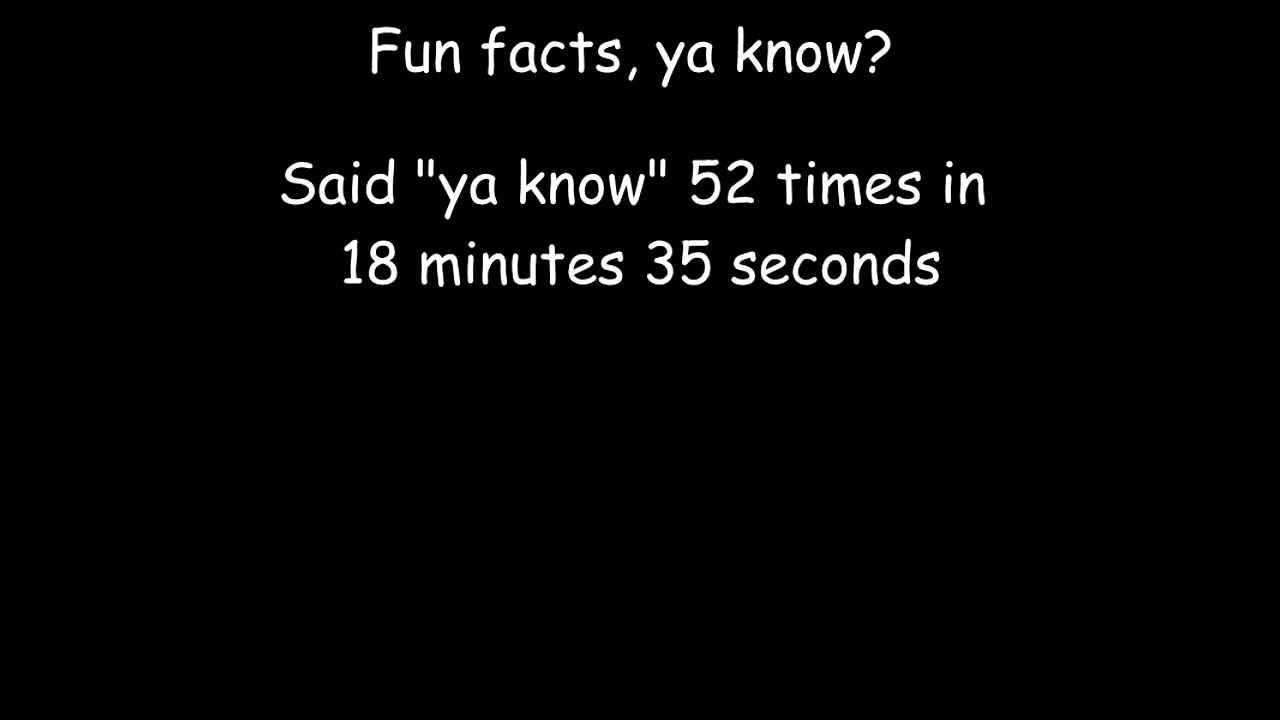 Fun facts, ya know?
Said "ya know" 52 times in
18 minutes 35 seconds